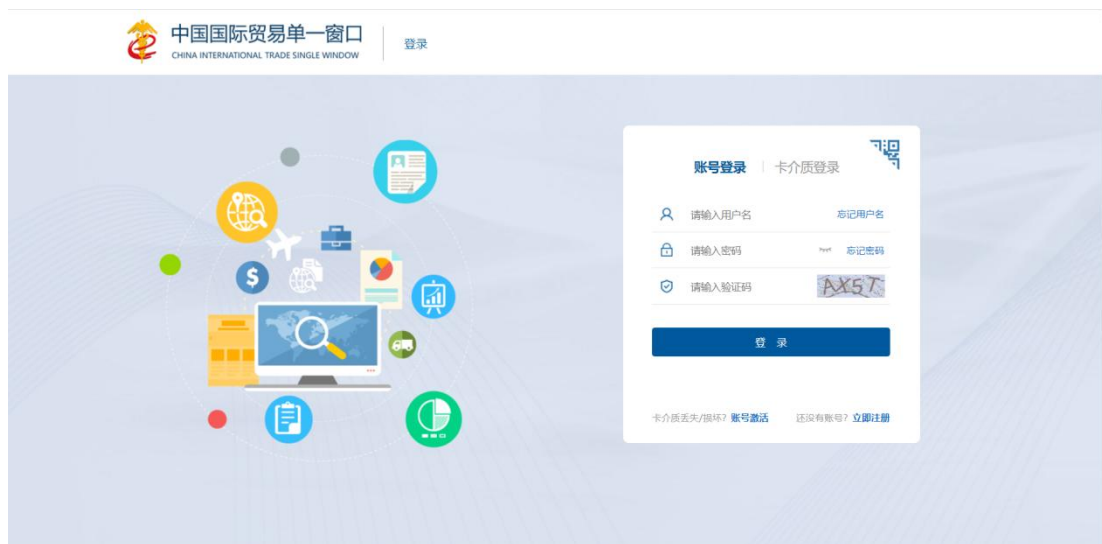 中国国际贸易单一窗口
CHINA INTERNATIONAL TRADE SINGLE WINDOW
登录
账号登录 卡介质登录
请输入用户名 忘记用户名
请输入密码 忘记密码
请输入验证码 AX5T
登 录
卡介质丢失/损坏? 账号激活 还没有账号? 立即注册